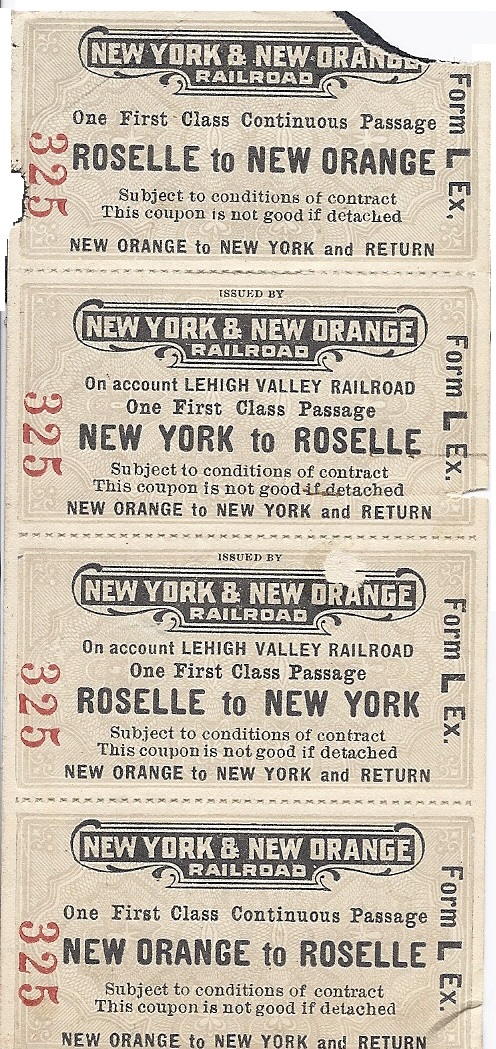 NEW YORK & NEW ORANGE
RAILROAD
One First Class Continuous Passage
ROSELLE to NEW ORANGE
Subject to conditions of contract
This coupon is not good if detached
NEW ORANGE to NEW YORK and RETURN
325
Form L Ex.
ISSUED BY
NEW YORK & NEW ORANGE
RAILROAD
On account LEHIGH VALLEY RAILROAD
One First Class Passage
NEW YORK to ROSELLE
Subject to conditions of contract
This coupon is not good if detached
NEW ORANGE to NEW YORK and RETURN
325
Form L Ex.
ISSUED BY
NEW YORK & NEW ORANGE
RAILROAD
On account LEHIGH VALLEY RAILROAD
One First Class Passage
ROSELLE to NEW YORK
Subject to conditions of contract
This coupon is not good if detached
NEW ORANGE to NEW YORK and RETURN
325
Form L Ex.
NEW YORK & NEW ORANGE
RAILROAD
One First Class Continuous Passage
NEW ORANGE to ROSELLE
Subject to conditions of contract
This coupon is not good if detached
NEW ORANGE to NEW YORK and RETURN
325
Form L Ex.